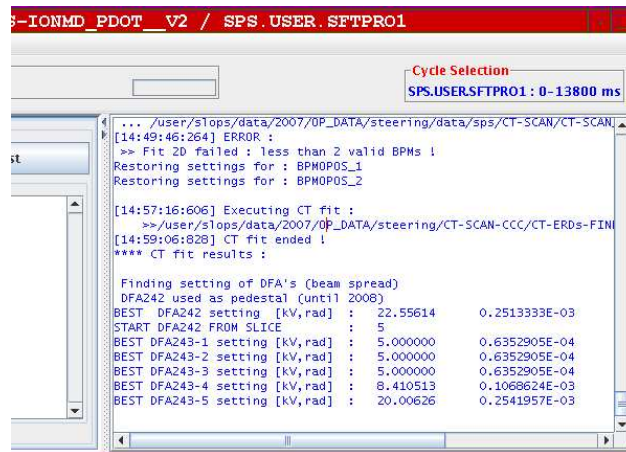 S-IONMD_PDOT__V2 / SPS.USER.SFTPRO1
Cycle Selection
SPS.USER.SFTPRO1 : 0-13800 ms
st
... /user/slops/data/2007/OP_DATA/steering/data/sps/CT-SCAN/CT-SCAN_
[14:49:46:264] ERROR :
>> Fit 2D failed : less than 2 valid BPMs !
Restoring settings for : BPMOPOS_1
Restoring settings for : BPMOPOS_2
[14:57:16:606] Executing CT fit :
>>/user/slops/data/2007/OP_DATA/steering/CT-SCAN-CCC/CT-ERDs-FIN
[14:59:06:828] CT fit ended !
**** CT fit results :
Finding setting of DFA's (beam spread)
DFA242 used as pedestal (until 2008)
BEST DFA242 setting [kV,rad] : 22.55614 0.2513333E-03
START DFA242 FROM SLICE : 5
BEST DFA243-1 setting [kV,rad] : 5.000000 0.6352905E-04
BEST DFA243-2 setting [kV,rad] : 5.000000 0.6352905E-04
BEST DFA243-3 setting [kV,rad] : 5.000000 0.6352905E-04
BEST DFA243-4 setting [kV,rad] : 8.410513 0.1068624E-03
BEST DFA243-5 setting [kV,rad] : 20.00626 0.2541957E-03